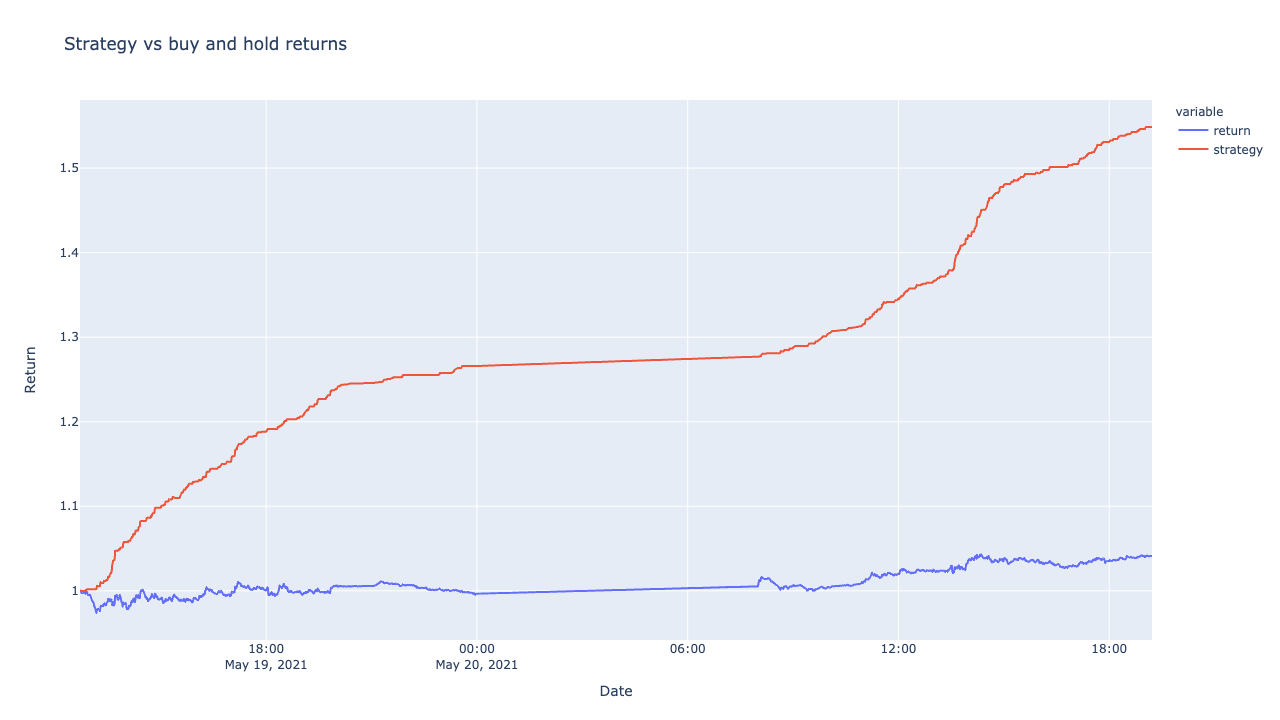 Strategy vs buy and hold returns
variable
return
strategy
1.5
1.4
1.3
1.2
1.1
1
Return
18:00
May 19, 2021
00:00
May 20, 2021
06:00
12:00
18:00
Date